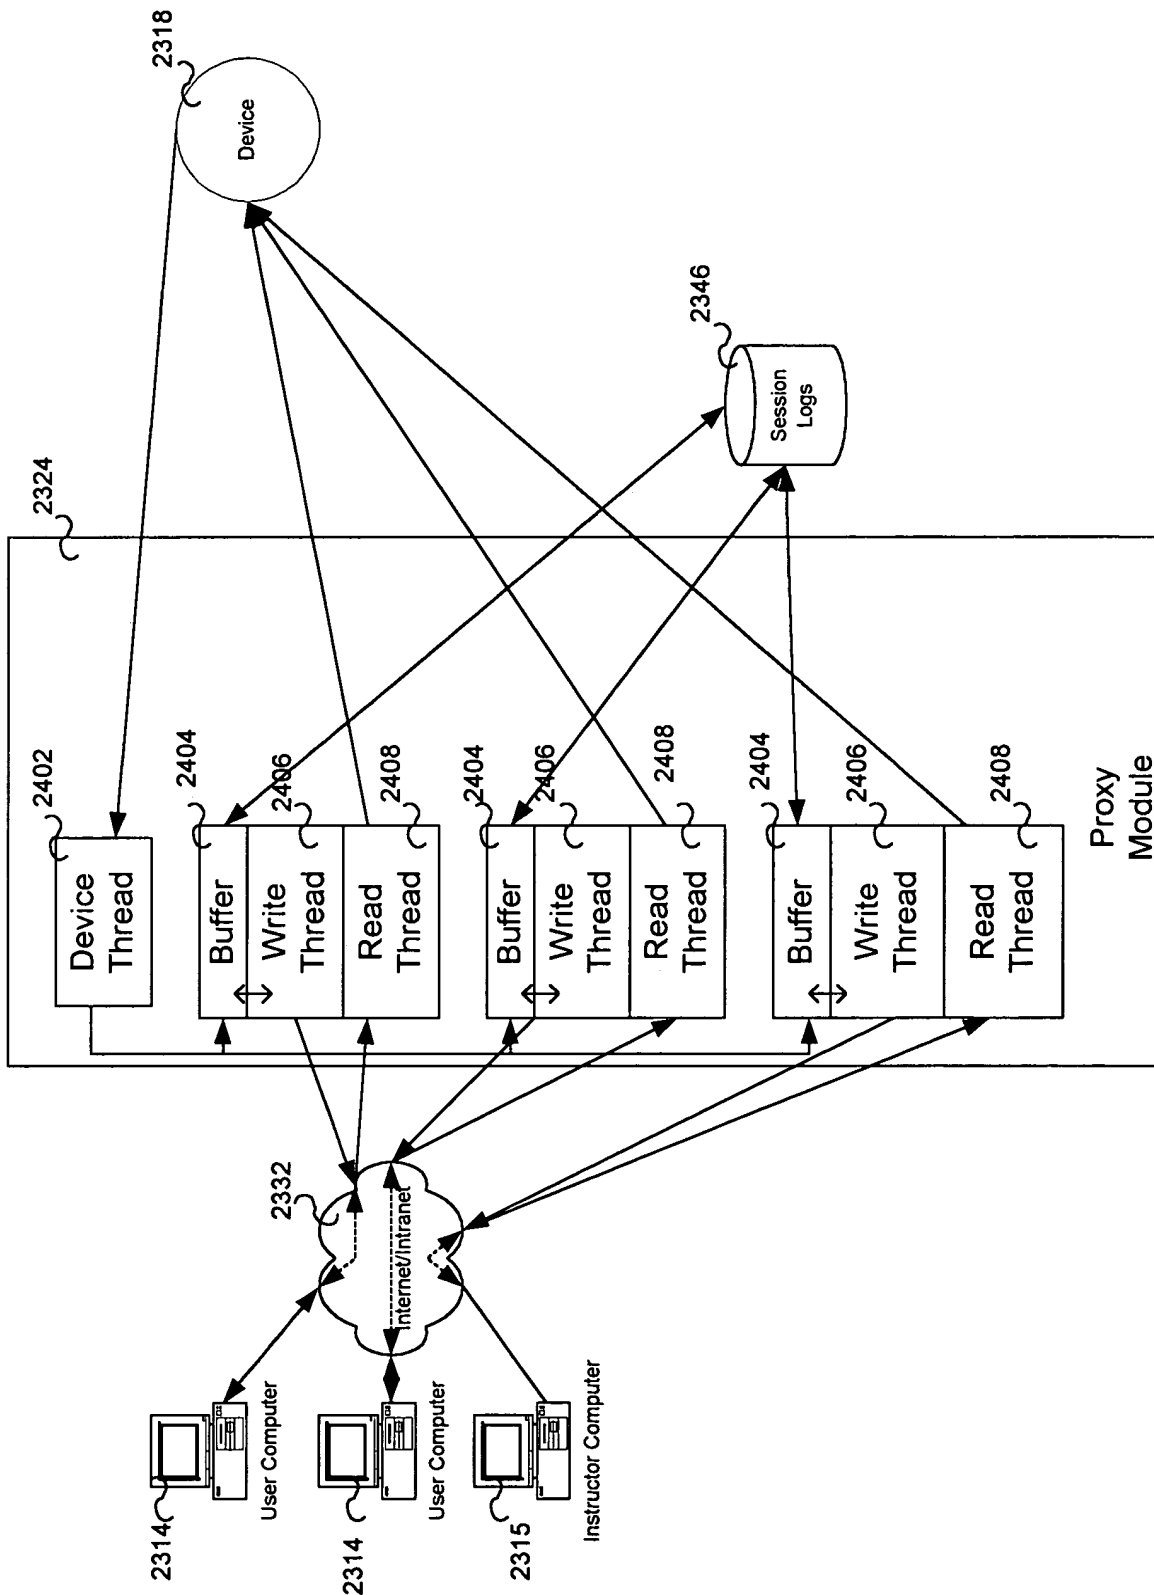 2318
Device
2346
Session
Logs
2324
2402
Device
Thread
2404
Buffer
2406
Write
Thread
2408
Read
Thread
2404
Buffer
2406
Write
Thread
2408
Read
Thread
2404
Buffer
2406
Write
Thread
2408
Read
Thread
Proxy
Module
2332
Internet/Intranet
2314
User Computer
2314
User Computer
2315
Instructor Computer